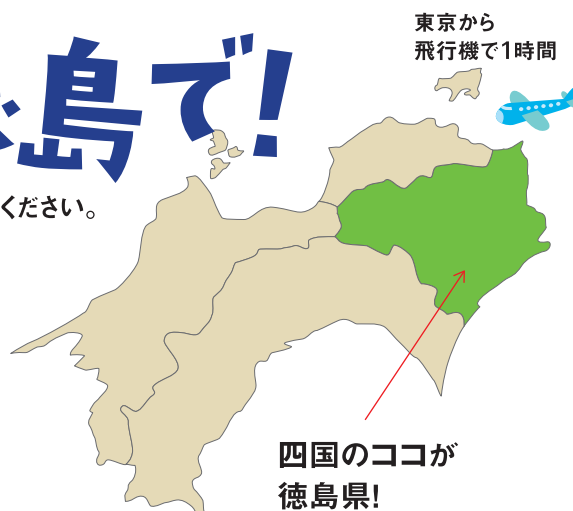 東京から
飛行機で1時間
島で！
ください。
四国のココが
徳島県！